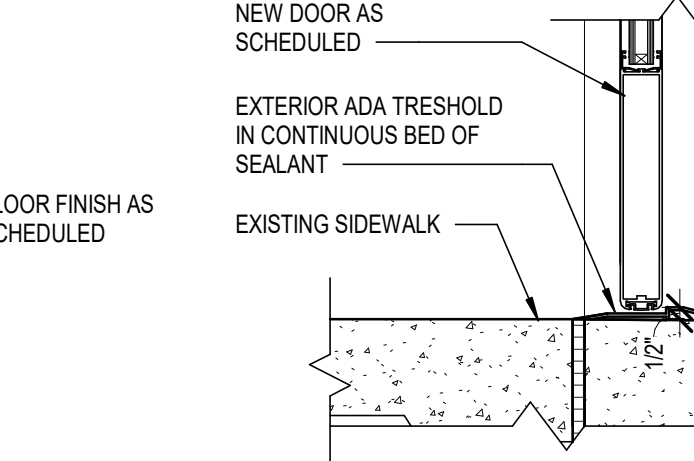 NEW DOOR AS
SCHEDULED
EXTERIOR ADA TRESHOLD
IN CONTINUOUS BED OF
SEALANT
LOOR FINISH AS
CHEDULED
EXISTING SIDEWALK
1/2"